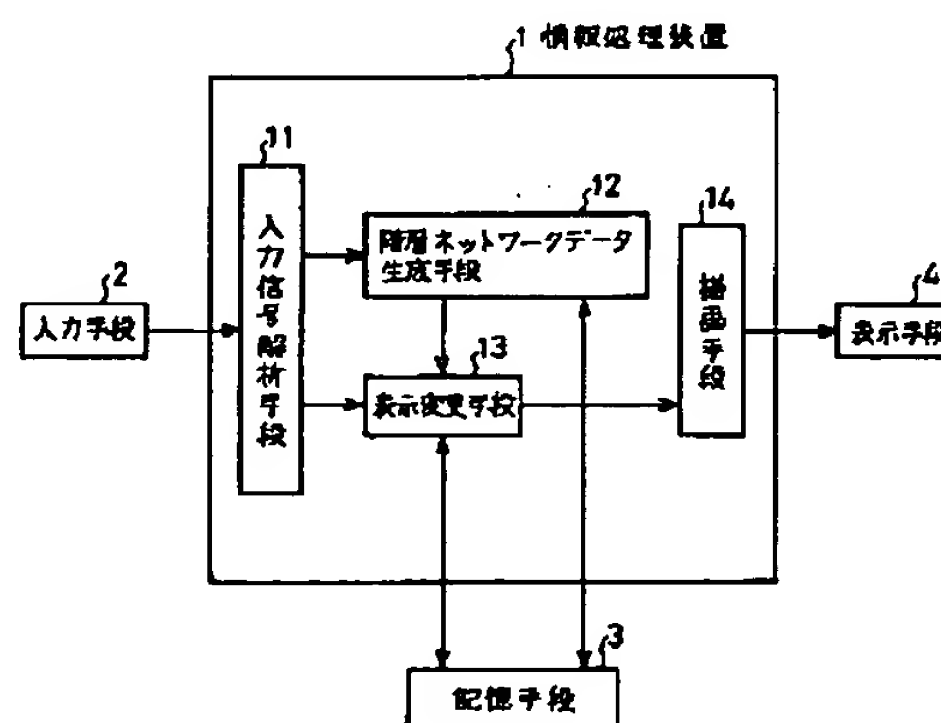 1 情報処理装置
11
入力信号解析手段
12
階層ネットワークデータ
生成手段
14
描画手段
2
入力手段
4
表示手段
13
表示変更手段
3
記憶手段